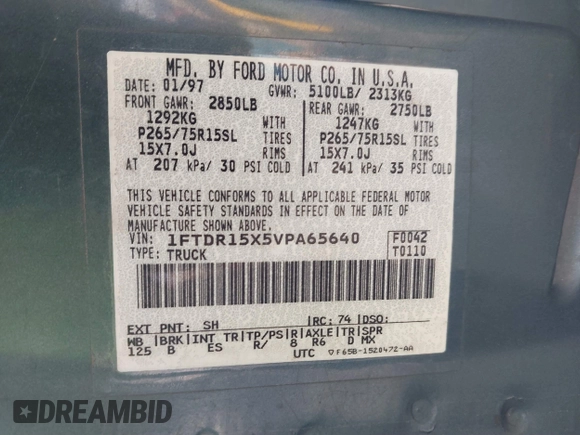 MFD. BY FORD MOTOR CO. IN U.S.A.
DATE: 01/97 GVWR: 5100LB/ 2313KG
FRONT GAWR: 2850LB REAR GAWR: 2750LB
1292KG WITH 1247KG WITH
P265/75R15SL TIRES P265/75R15SL TIRES
15X7.0J RIMS 15X7.0J RIMS
AT 207 kPa/ 30 PSI COLD AT 241 kPa/ 35 PSI COLD
THIS VEHICLE CONFORMS TO ALL APPLICABLE FEDERAL MOTOR
VEHICLE SAFETY STANDARDS IN EFFECT ON THE DATE OF
MANUFACTURE SHOWN ABOVE.
VIN: 1FTDR15X5VPA65640 F0042
TYPE: TRUCK T0110
EXT PNT: SH RC: 74 DSO:
WB BRK INT TR TP/PS R AXLE TR SPR
125 B ES R/ 8 R6 D MX
UTC F65B-1520472-AA
DREAMBID